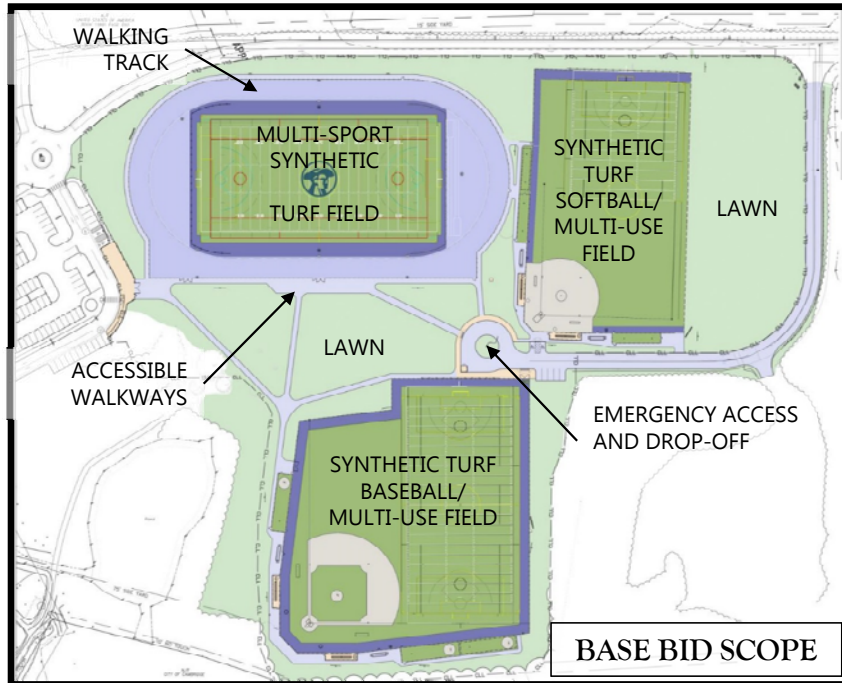 WALKING
TRACK
MULTI-SPORT
SYNTHETIC
TURF FIELD
SYNTHETIC
TURF
SOFTBALL/
MULTI-USE
FIELD
LAWN
LAWN
ACCESSIBLE
WALKWAYS
EMERGENCY ACCESS
AND DROP-OFF
SYNTHETIC TURF
BASEBALL/
MULTI-USE FIELD
BASE BID SCOPE